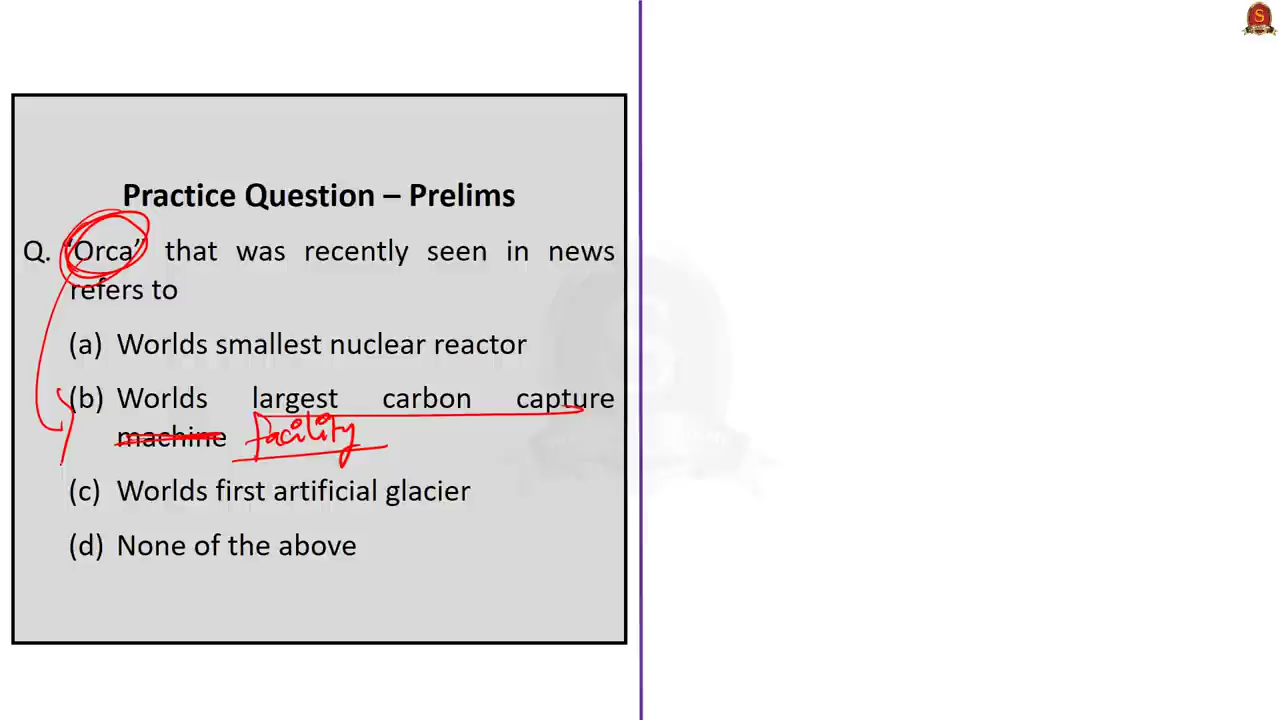 Practice Question – Prelims
Q. "Orca" that was recently seen in news
refers to
(a) Worlds smallest nuclear reactor
(b) Worlds largest carbon capture
machine facility
(c) Worlds first artificial glacier
(d) None of the above
S